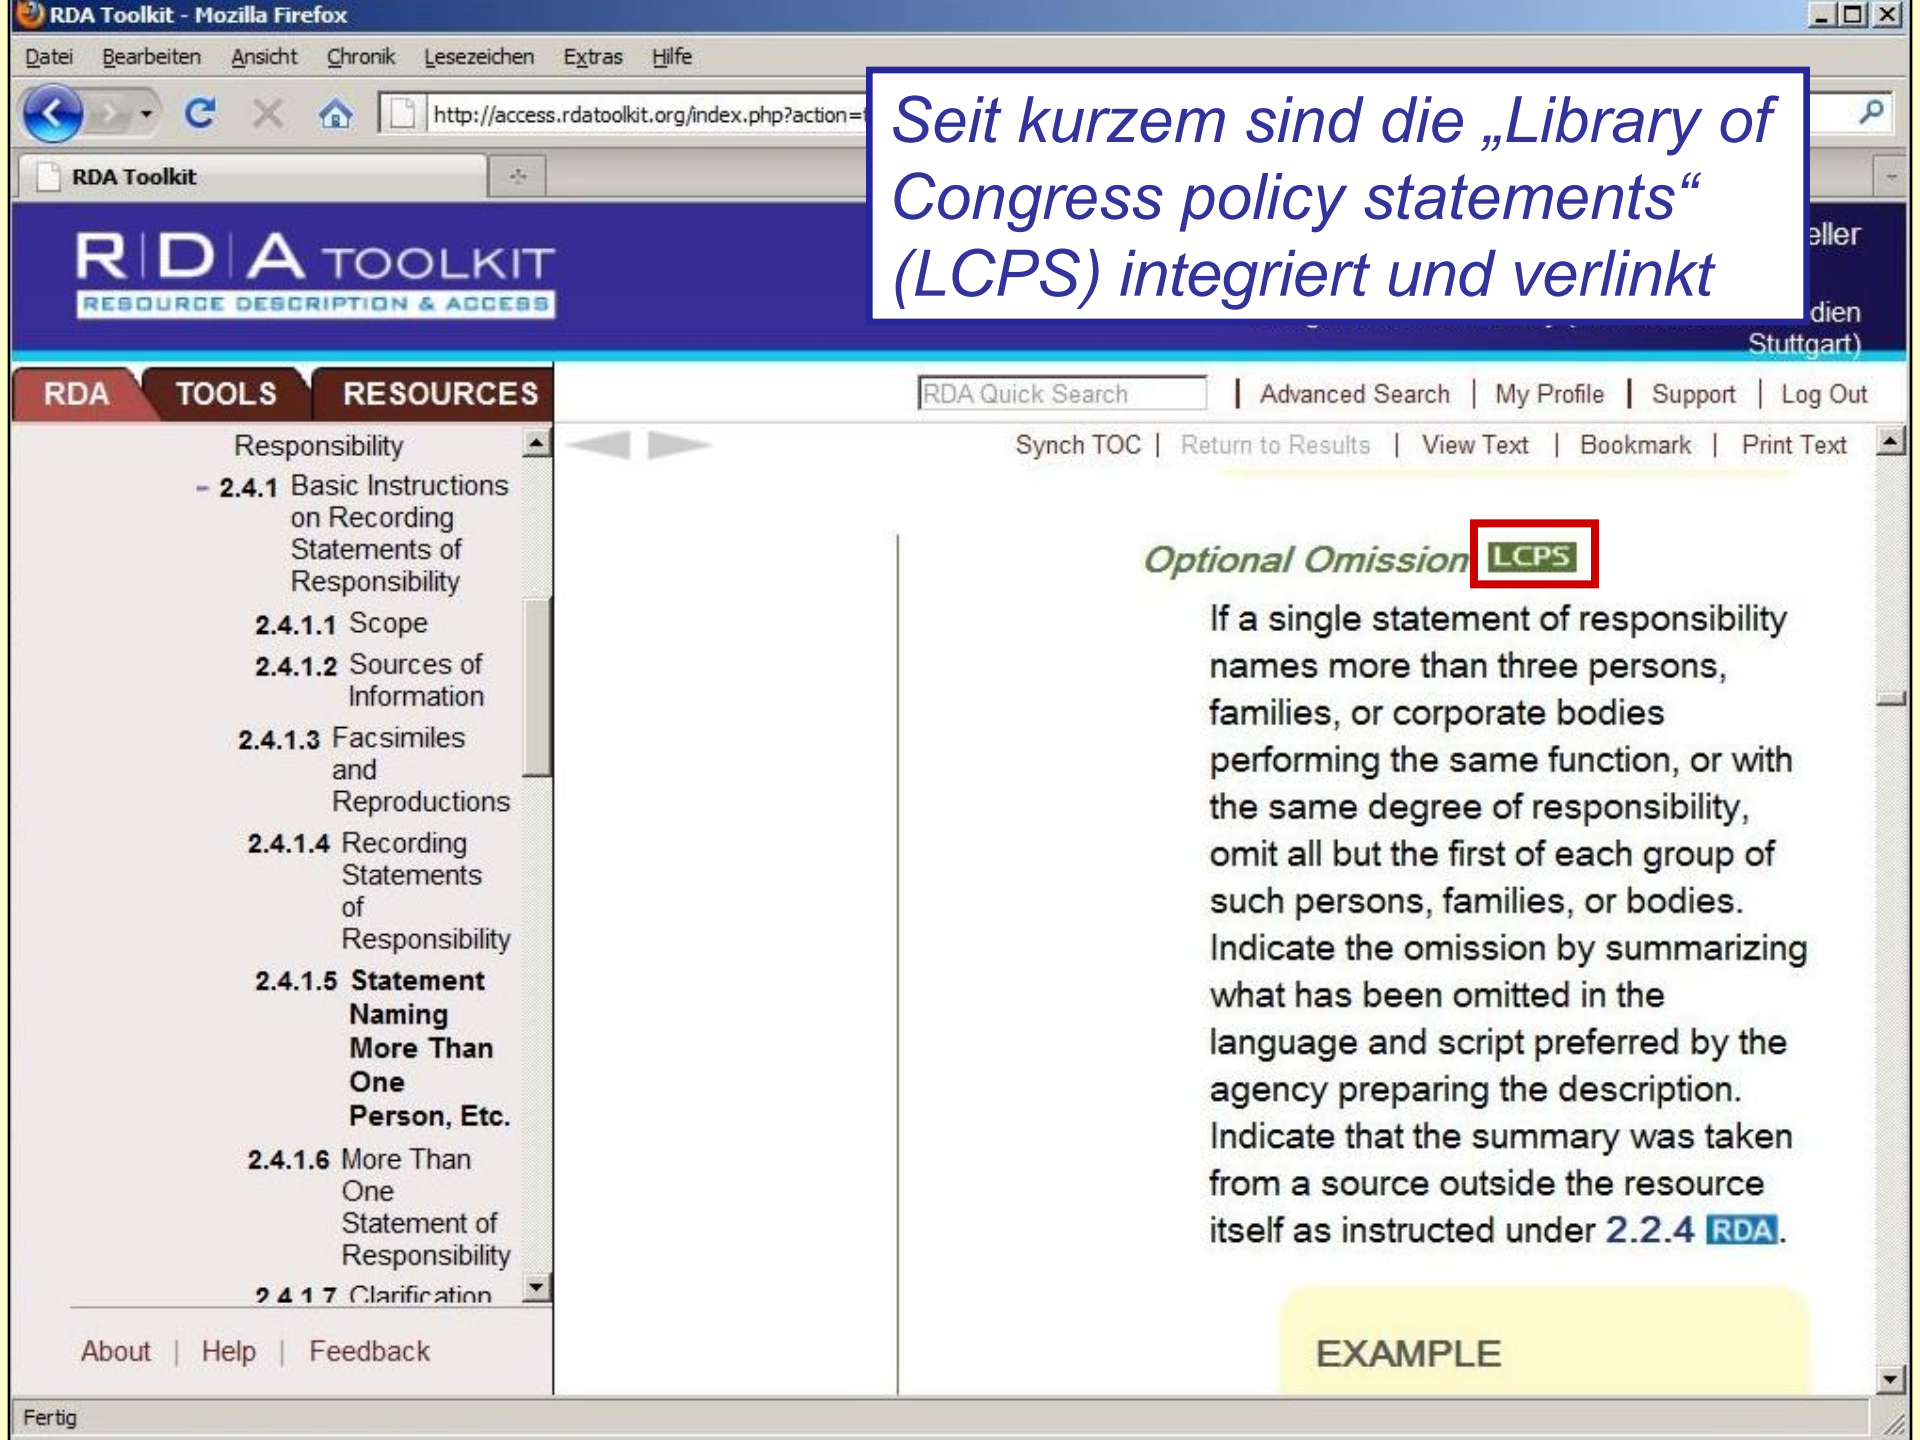 RDA Toolkit - Mozilla Firefox
Datei Bearbeiten Ansicht Chronik Lesezeichen Extras Hilfe
http://access.rdatoolkit.org/index.php?action=
RDA Toolkit
Seit kurzem sind die „Library of
Congress policy statements“
(LCPS) integriert und verlinkt
R|D|A TOOLKIT
RESOURCE DESCRIPTION & ACCESS
eller
dien
Stuttgart)
RDA TOOLS RESOURCES
RDA Quick Search | Advanced Search | My Profile | Support | Log Out
Synch TOC | Return to Results | View Text | Bookmark | Print Text
Responsibility
- 2.4.1 Basic Instructions
on Recording
Statements of
Responsibility
2.4.1.1 Scope
2.4.1.2 Sources of
Information
2.4.1.3 Facsimiles
and
Reproductions
2.4.1.4 Recording
Statements
of
Responsibility
2.4.1.5 Statement
Naming
More Than
One
Person, Etc.
2.4.1.6 More Than
One
Statement of
Responsibility
2.4.1.7 Clarification
About | Help | Feedback
Optional Omission LCPS
If a single statement of responsibility
names more than three persons,
families, or corporate bodies
performing the same function, or with
the same degree of responsibility,
omit all but the first of each group of
such persons, families, or bodies.
Indicate the omission by summarizing
what has been omitted in the
language and script preferred by the
agency preparing the description.
Indicate that the summary was taken
from a source outside the resource
itself as instructed under 2.2.4 RDA.
EXAMPLE
Fertig